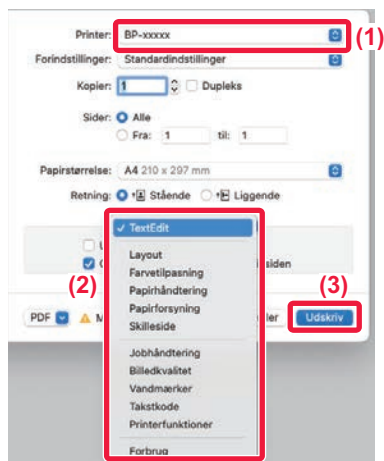 Printer: BP-xxxxx (1)
Forindstillinger: Standardindstillinger
Kopier: 1 Dupleks
Sider: Alle
Fra: 1 til: 1
Papirstørrelse: A4 210 x 297 mm
Retning: Stående Liggende
✓ TextEdit
Layout
siden
Farvetilpasning
(2) Papirhåndtering (3)
Papirforsyning
PDF Skilleside Udskriv
Jobhåndtering
Billedkvalitet
Vandmærker
Takstkode
Printerfunktioner
Forbrug